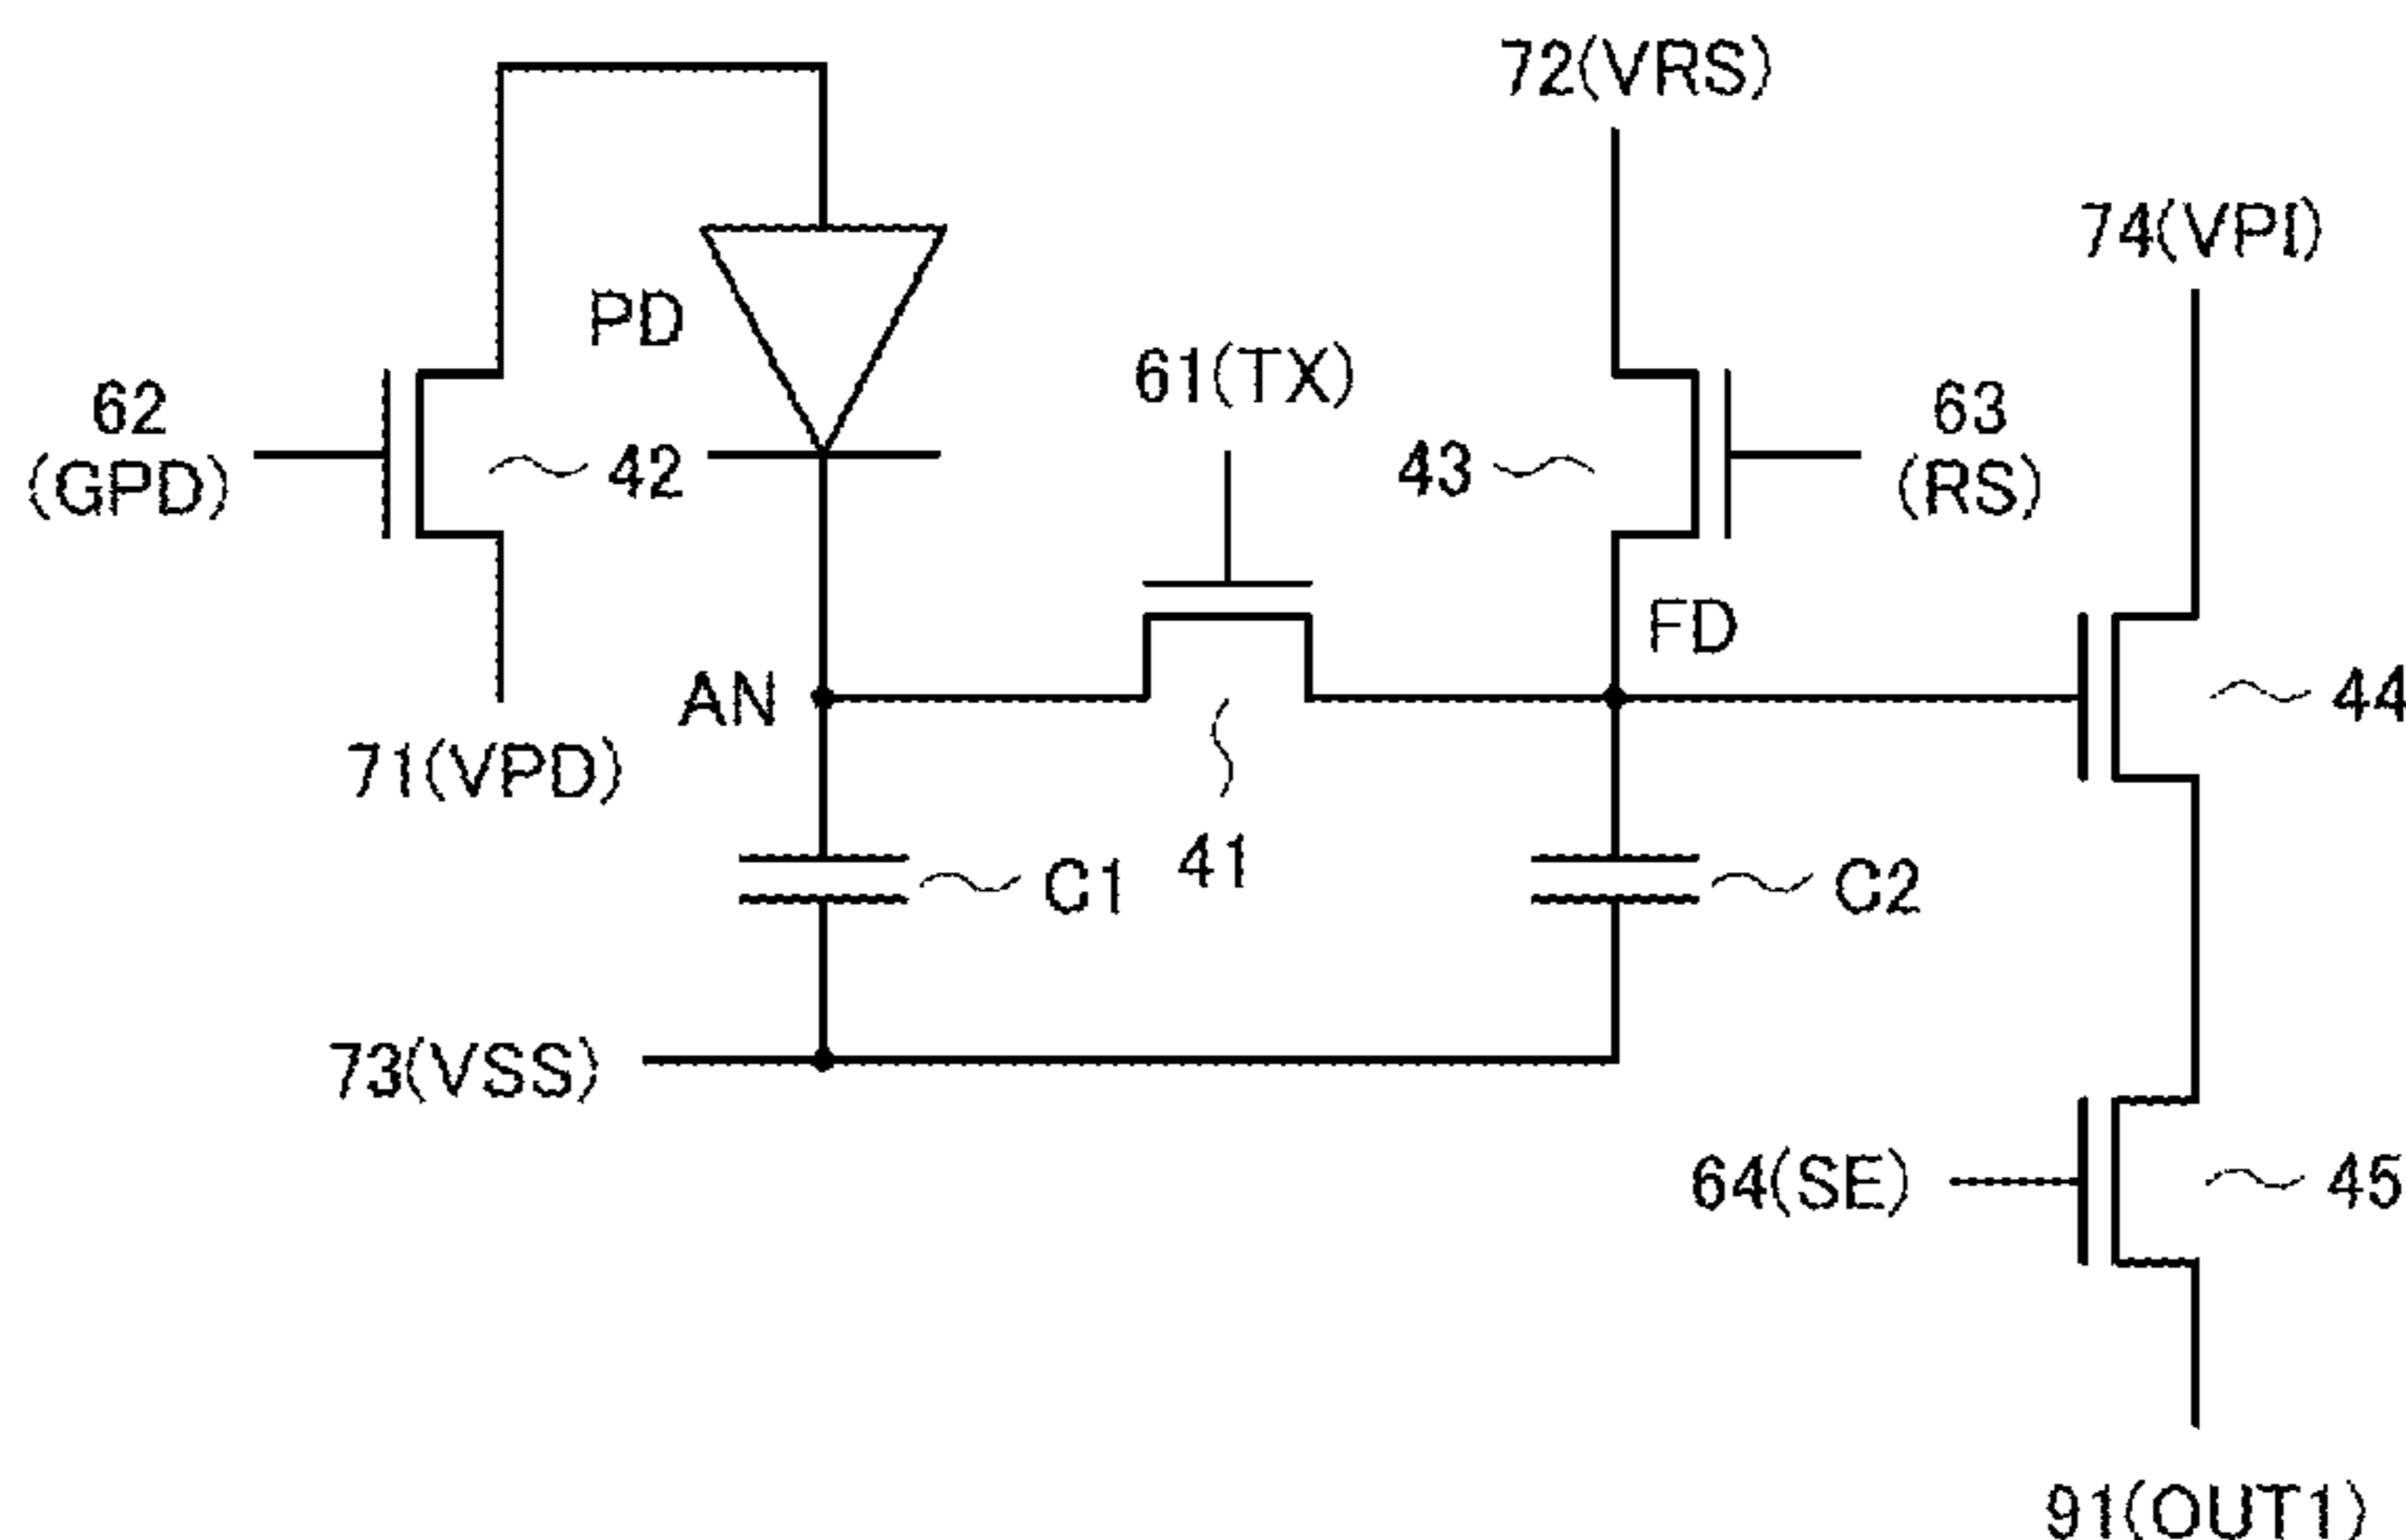 72(VRS)
74(VPI)
PD
61(TX)
62
(GPD)
42
43
63
(RS)
FD
AN
44
71(VPD)
41
C1
C2
73(VSS)
64(SE)
45
91(OUT1)